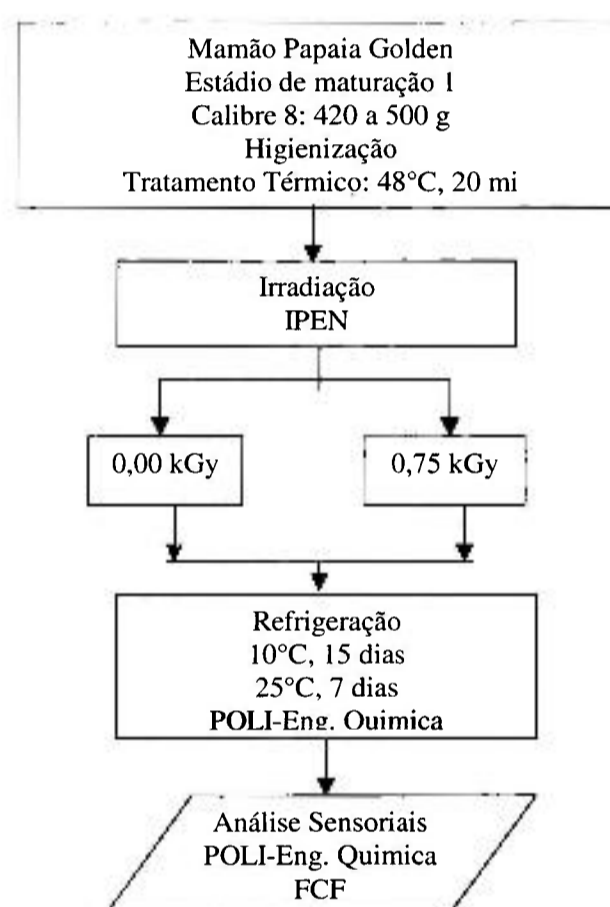 Mamão Papaia Golden
Estádio de maturação 1
Calibre 8: 420 a 500 g
Higienização
Tratamento Térmico: 48°C, 20 mi
Irradiação
IPEN
0,00 kGy
0,75 kGy
Refrigeração
10°C, 15 dias
25°C, 7 dias
POLI-Eng. Quimica
Análise Sensoriais
POLI-Eng. Quimica
FCF